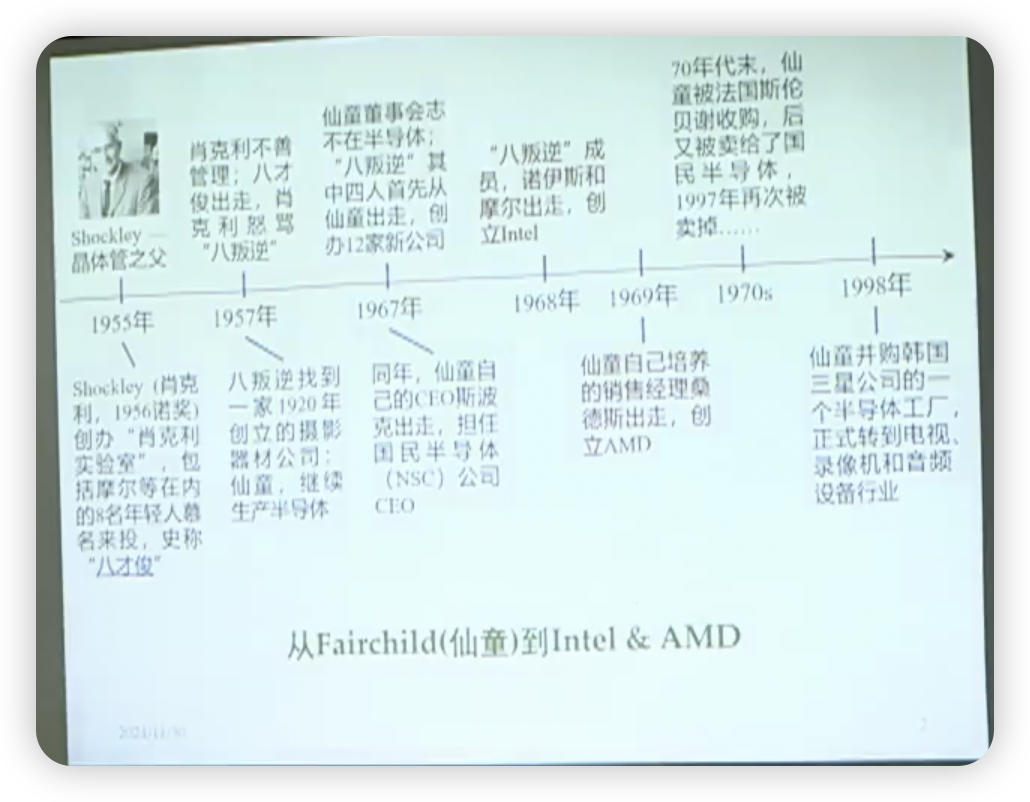 Shockley —
晶体管之父
肖克利不善
管理；八才
俊出走，肖
克利怒骂
“八叛逆”
仙童董事会志
不在半导体；
“八叛逆”其
中四人首先从
仙童出走，创
办12家新公司
“八叛逆”成
员，诺伊斯和
摩尔出走，创
立Intel
70年代末，仙
童被法国斯伦
贝谢收购，后
又被卖给了国
民半导体，
1997年再次被
卖掉……
1955年
1957年
1967年
1968年
1969年
1970s
1998年
Shockley (肖克
利，1956诺奖)
创办“肖克利
实验室”，包
括摩尔等在内
的8名年轻人慕
名来投，史称
“八才俊”
八叛逆找到
一家1920年
创立的摄影
器材公司：
仙童，继续
生产半导体
同年，仙童自
己的CEO斯波
克出走，担任
国民半导体
（NSC）公司
CEO
仙童自己培养
的销售经理桑
德斯出走，创
立AMD
仙童并购韩国
三星公司的一
个半导体工厂，
正式转到电视、
录像机和音频
设备行业
从Fairchild(仙童)到Intel & AMD
2